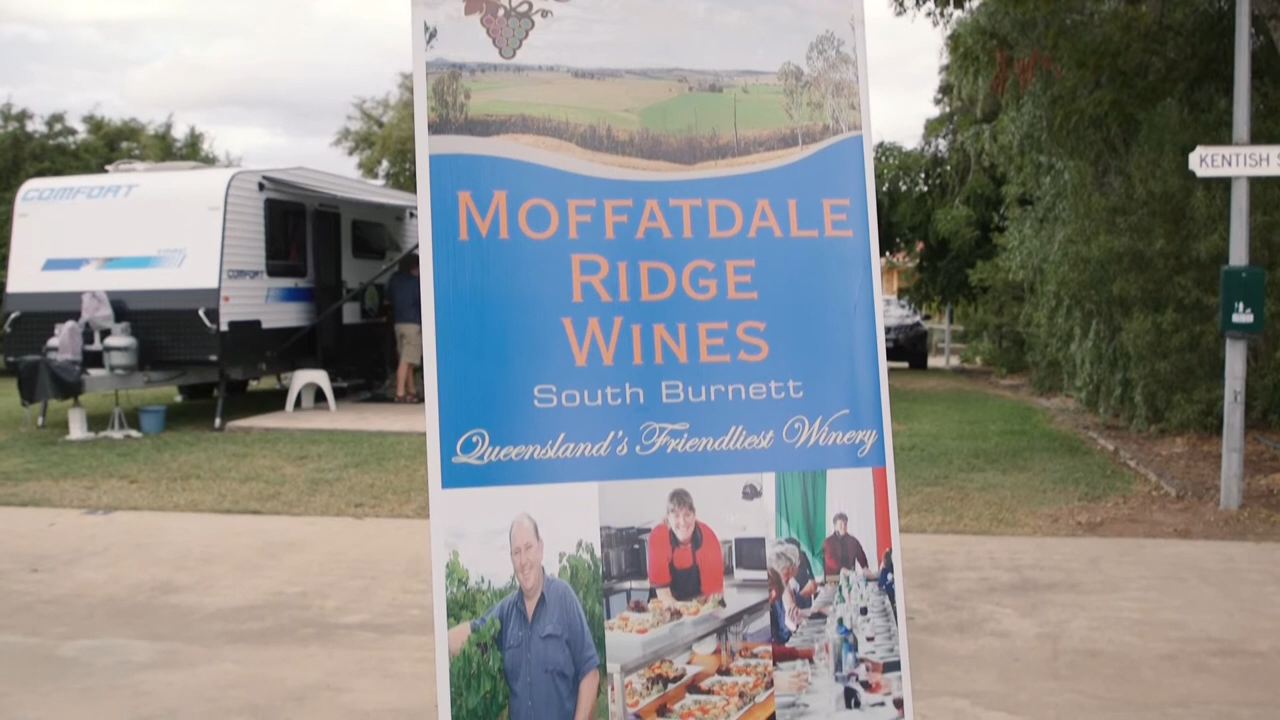 COMFORT
COMFORT
MOFFATDALE
RIDGE
WINES
South Burnett
Queensland's Friendliest Winery
KENTISH S